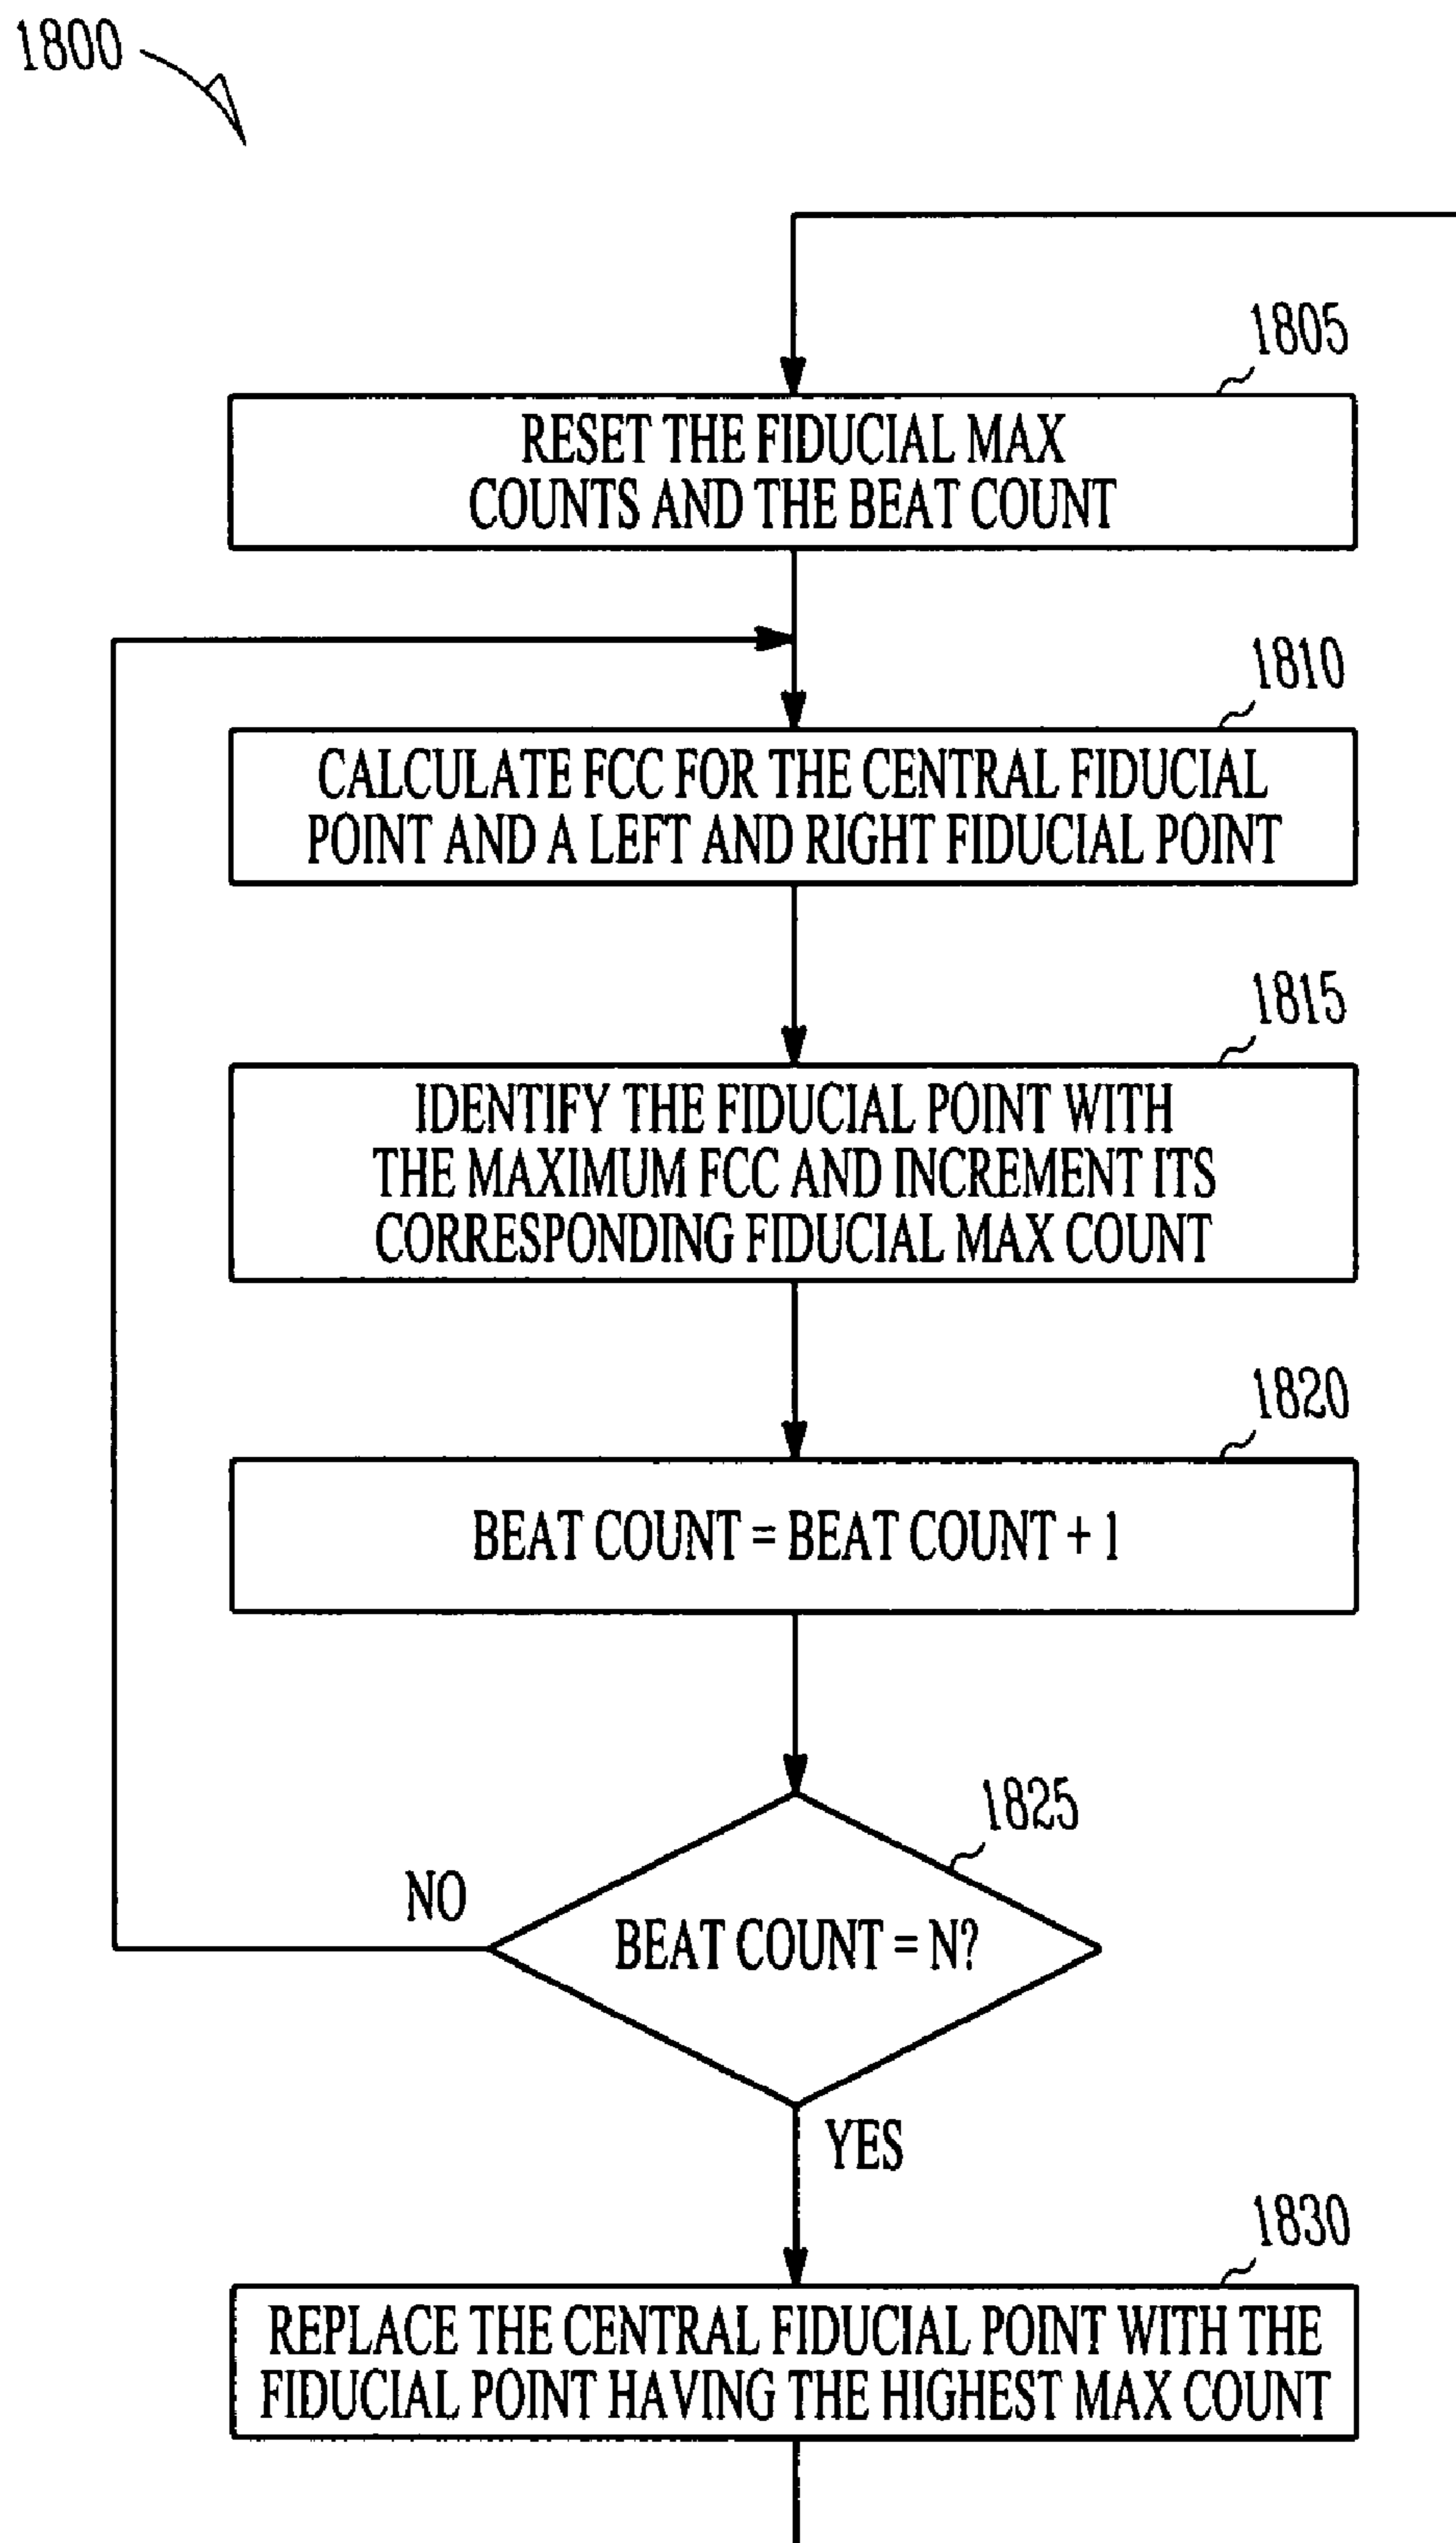 1800
1805
RESET THE FIDUCIAL MAX
COUNTS AND THE BEAT COUNT
1810
CALCULATE FCC FOR THE CENTRAL FIDUCIAL
POINT AND A LEFT AND RIGHT FIDUCIAL POINT
1815
IDENTIFY THE FIDUCIAL POINT WITH
THE MAXIMUM FCC AND INCREMENT ITS
CORRESPONDING FIDUCIAL MAX COUNT
1820
BEAT COUNT = BEAT COUNT + 1
1825
NO
BEAT COUNT = N?
YES
1830
REPLACE THE CENTRAL FIDUCIAL POINT WITH THE
FIDUCIAL POINT HAVING THE HIGHEST MAX COUNT